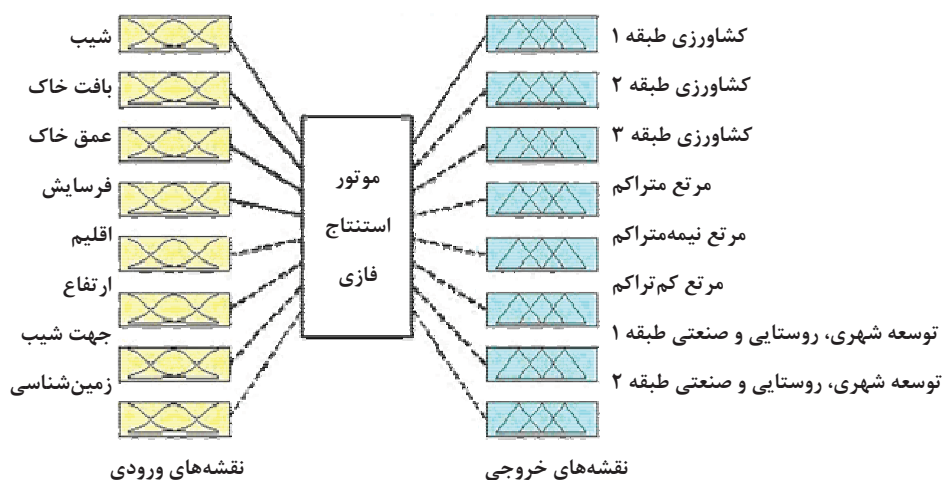 شیب
بافت خاک
عمق خاک
فرسایش
اقلیم
ارتفاع
جهت شیب
زمین‌شناسی
نقشه‌های ورودی
موتور
استنتاج
فازی
کشاورزی طبقه ۱
کشاورزی طبقه ۲
کشاورزی طبقه ۳
مرتع متراکم
مرتع نیمه‌متراکم
مرتع کم‌تراکم
توسعه شهری، روستایی و صنعتی طبقه ۱
توسعه شهری، روستایی و صنعتی طبقه ۲
نقشه‌های خروجی